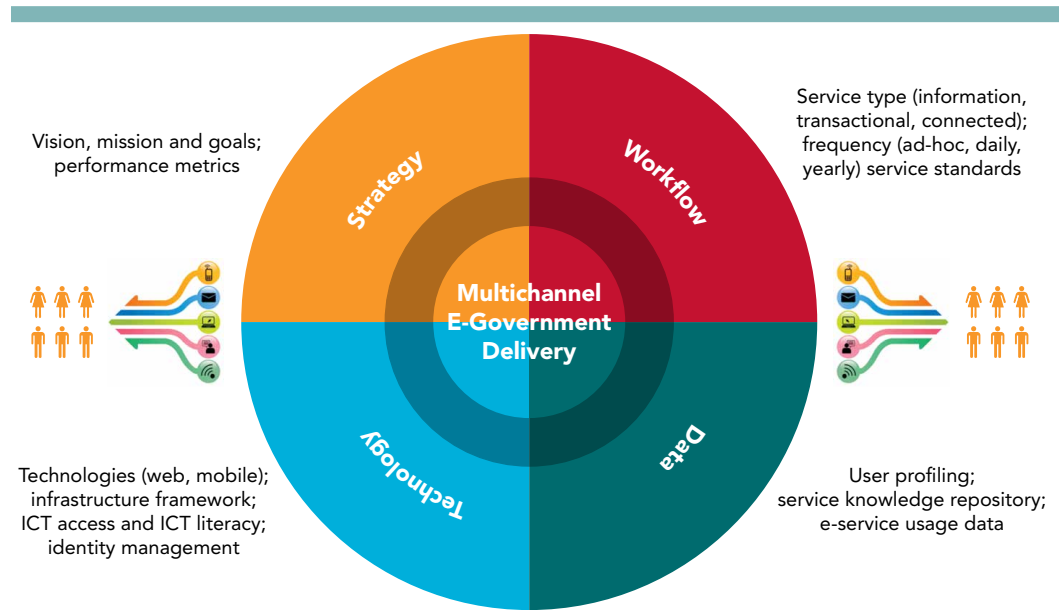 Vision, mission and goals;
performance metrics
Service type (information,
transactional, connected);
frequency (ad-hoc, daily,
yearly) service standards
Strategy
Workflow
Multichannel
E-Government
Delivery
Technology
Data
Technologies (web, mobile);
infrastructure framework;
ICT access and ICT literacy;
identity management
User profiling;
service knowledge repository;
e-service usage data